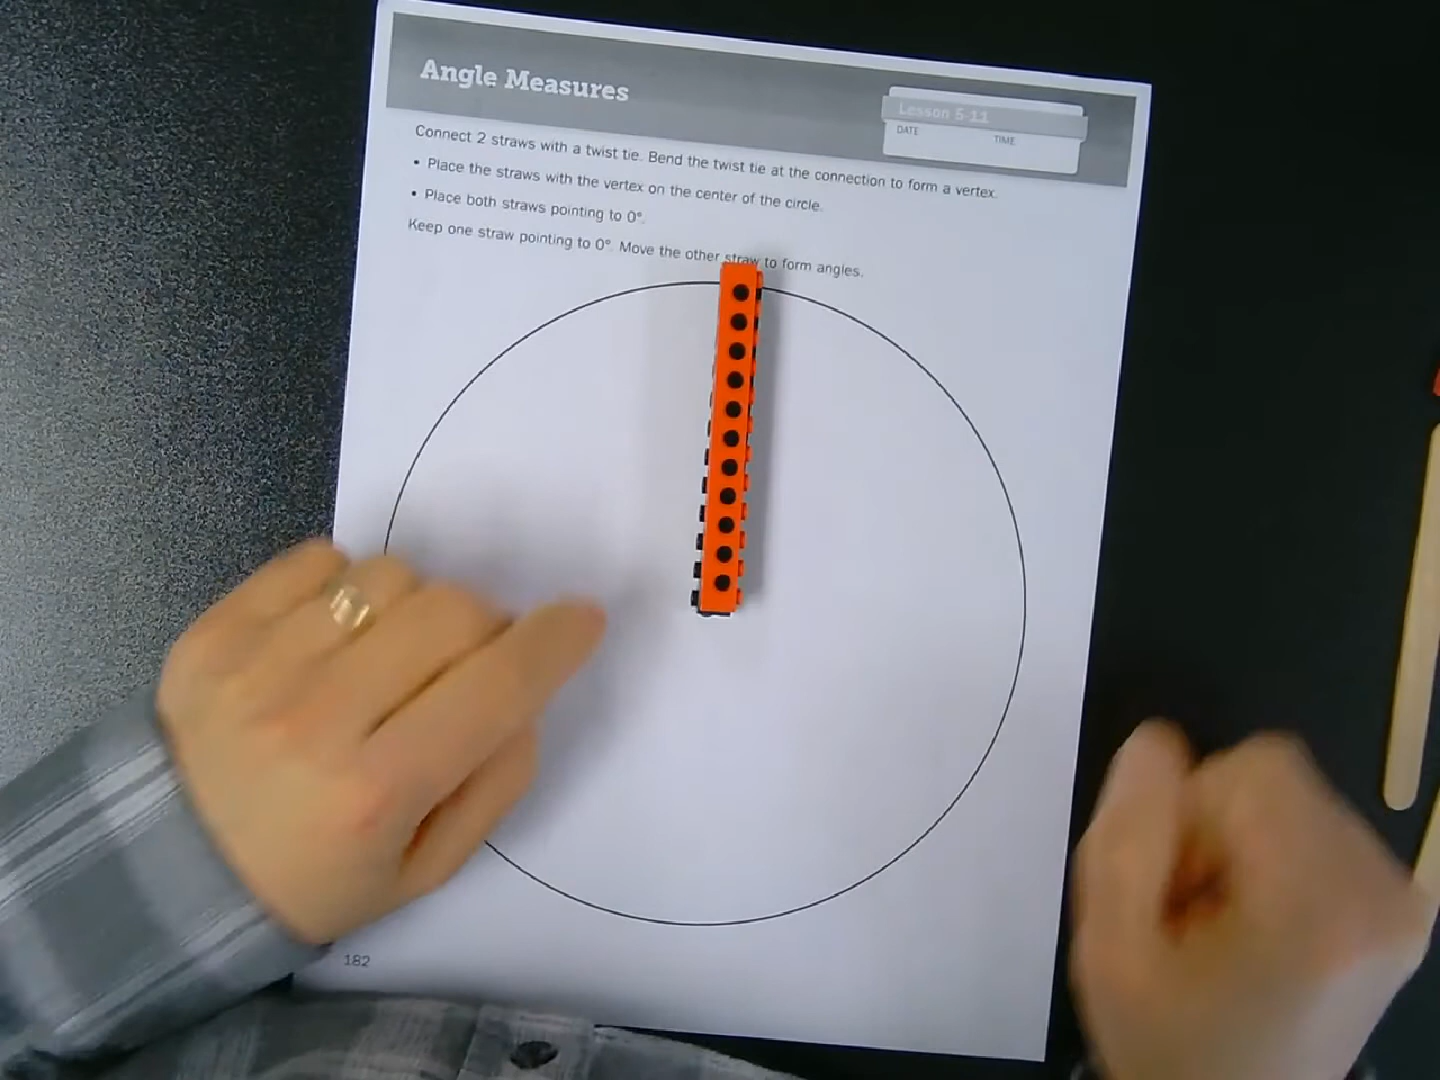 Angle Measures
Lesson 5-11
DATE TIME
Connect 2 straws with a twist tie. Bend the twist tie at the connection to form a vertex.
• Place the straws with the vertex on the center of the circle.
• Place both straws pointing to 0°.
Keep one straw pointing to 0°. Move the other straw to form angles.
182